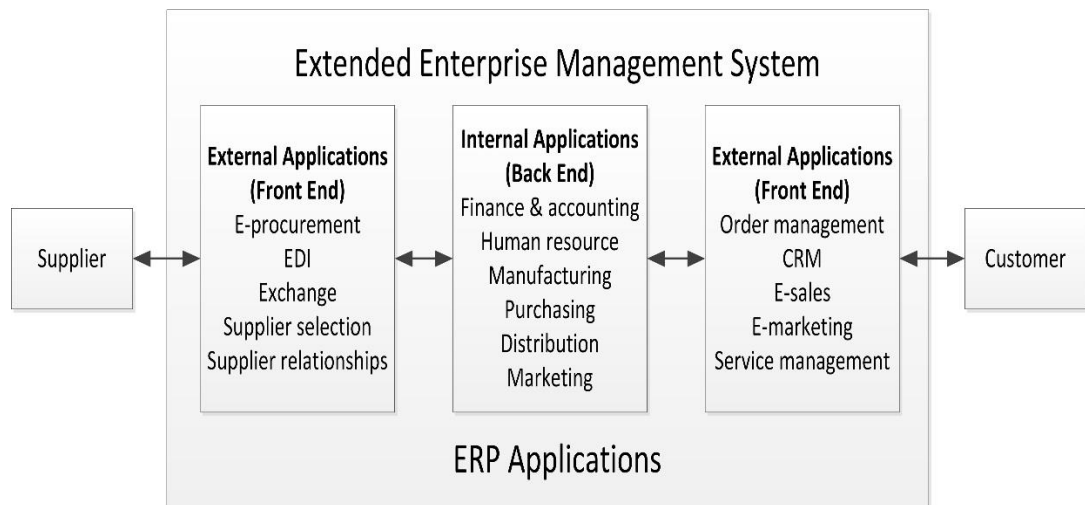 Extended Enterprise Management System
Supplier
External Applications
(Front End)
E-procurement
EDI
Exchange
Supplier selection
Supplier relationships
Internal Applications
(Back End)
Finance & accounting
Human resource
Manufacturing
Purchasing
Distribution
Marketing
External Applications
(Front End)
Order management
CRM
E-sales
E-marketing
Service management
Customer
ERP Applications